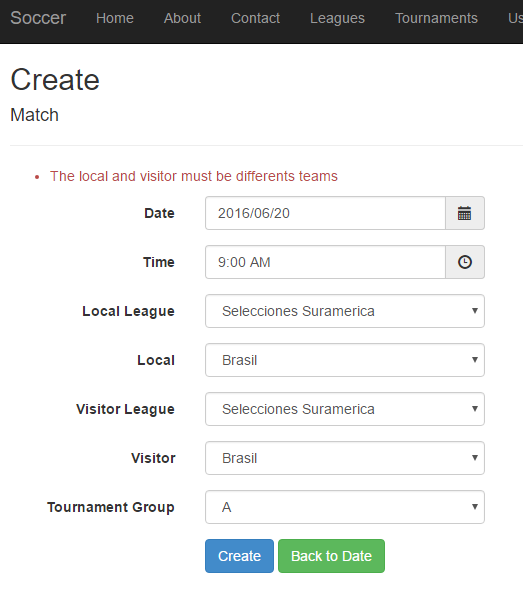 Soccer Home About Contact Leagues Tournaments Us
Create
Match
The local and visitor must be differents teams
Date 2016/06/20
Time 9:00 AM
Local League Selecciones Suramerica
Local Brasil
Visitor League Selecciones Suramerica
Visitor Brasil
Tournament Group A
Create Back to Date